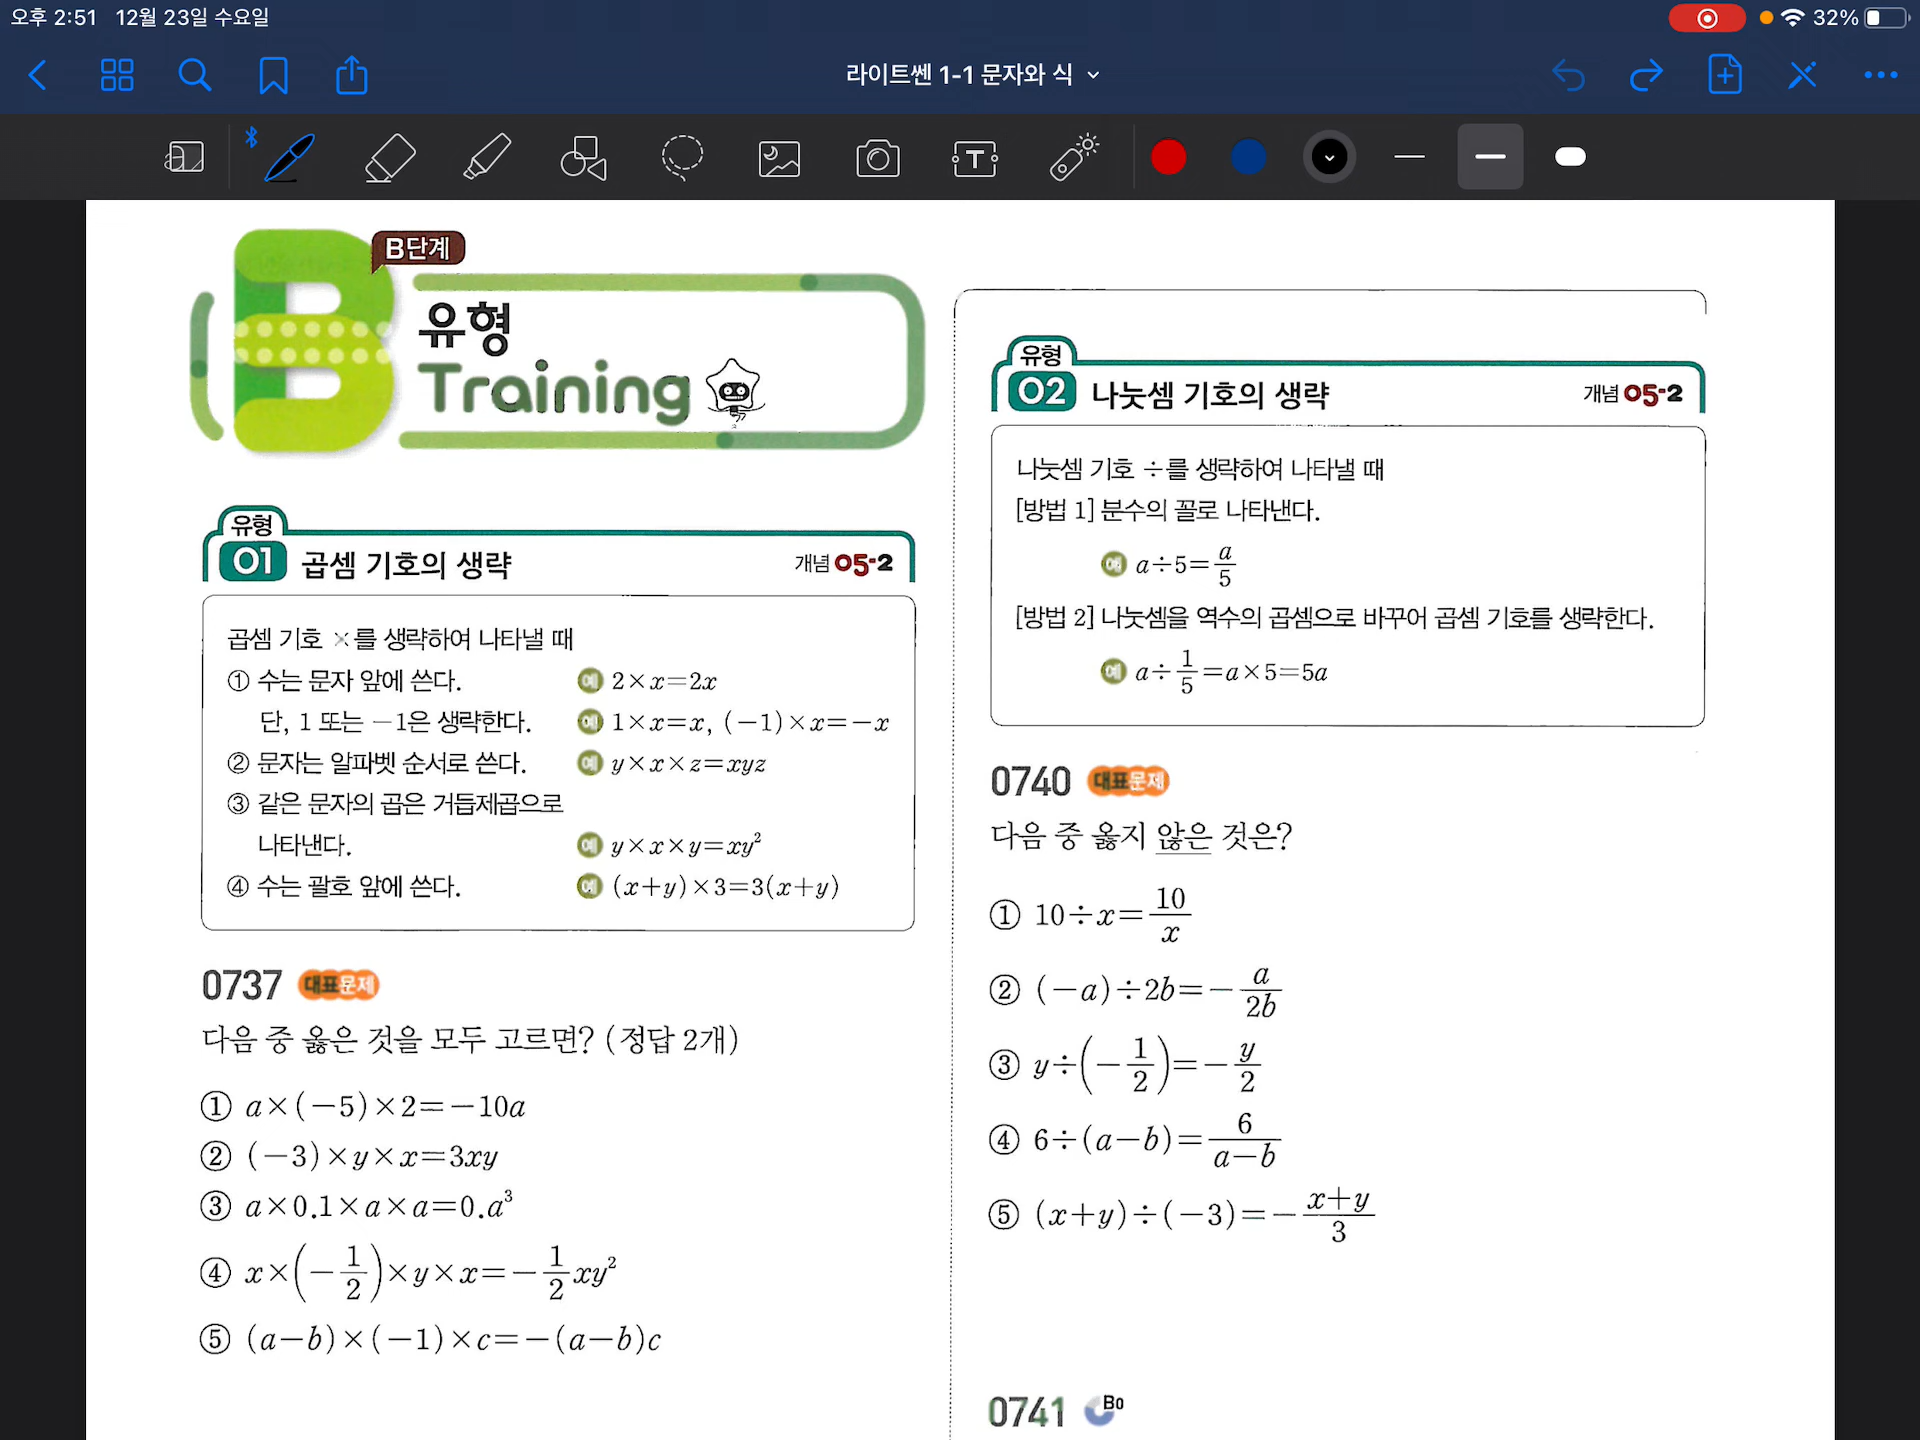 오후 2:51 12월 23일 수요일
32%
라이트쎈 1-1 문자와 식
B단계
유형
Training
유형
01 곱셈 기호의 생략 개념 05-2
곱셈 기호 ×를 생략하여 나타낼 때
① 수는 문자 앞에 쓴다. 예 2×x=2x
단, 1 또는 −1은 생략한다. 예 1×x=x, (−1)×x=−x
② 문자는 알파벳 순서로 쓴다. 예 y×x×z=xyz
③ 같은 문자의 곱은 거듭제곱으로
나타낸다. 예 y×x×y=xy²
④ 수는 괄호 앞에 쓴다. 예 (x+y)×3=3(x+y)
0737 대표문제
다음 중 옳은 것을 모두 고르면? (정답 2개)
① a×(−5)×2=−10a
② (−3)×y×x=3xy
③ a×0.1×a×a=0.a³
④ x×(−1/2)×y×x=−1/2xy²
⑤ (a−b)×(−1)×c=−(a−b)c
유형
02 나눗셈 기호의 생략 개념 05-2
나눗셈 기호 ÷를 생략하여 나타낼 때
[방법 1] 분수의 꼴로 나타낸다.
예 a÷5=a/5
[방법 2] 나눗셈을 역수의 곱셈으로 바꾸어 곱셈 기호를 생략한다.
예 a÷1/5=a×5=5a
0740 대표문제
다음 중 옳지 않은 것은?
① 10÷x=10/x
② (−a)÷2b=−a/2b
③ y÷(−1/2)=−y/2
④ 6÷(a−b)=6/(a−b)
⑤ (x+y)÷(−3)=−(x+y)/3
0741 B0